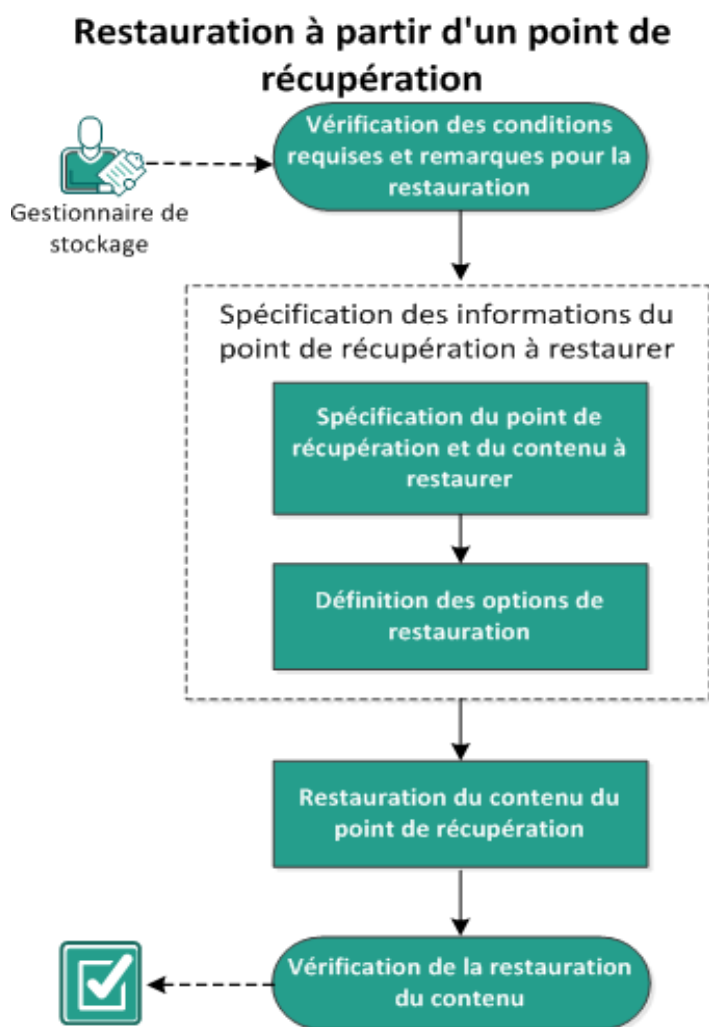 Restauration à partir d'un point de
récupération
Vérification des conditions
requises et remarques pour la
restauration
Gestionnaire de
stockage
Spécification des informations du
point de récupération à restaurer
Spécification du point de
récupération et du contenu à
restaurer
Définition des options de
restauration
Restauration du contenu du
point de récupération
Vérification de la restauration
du contenu